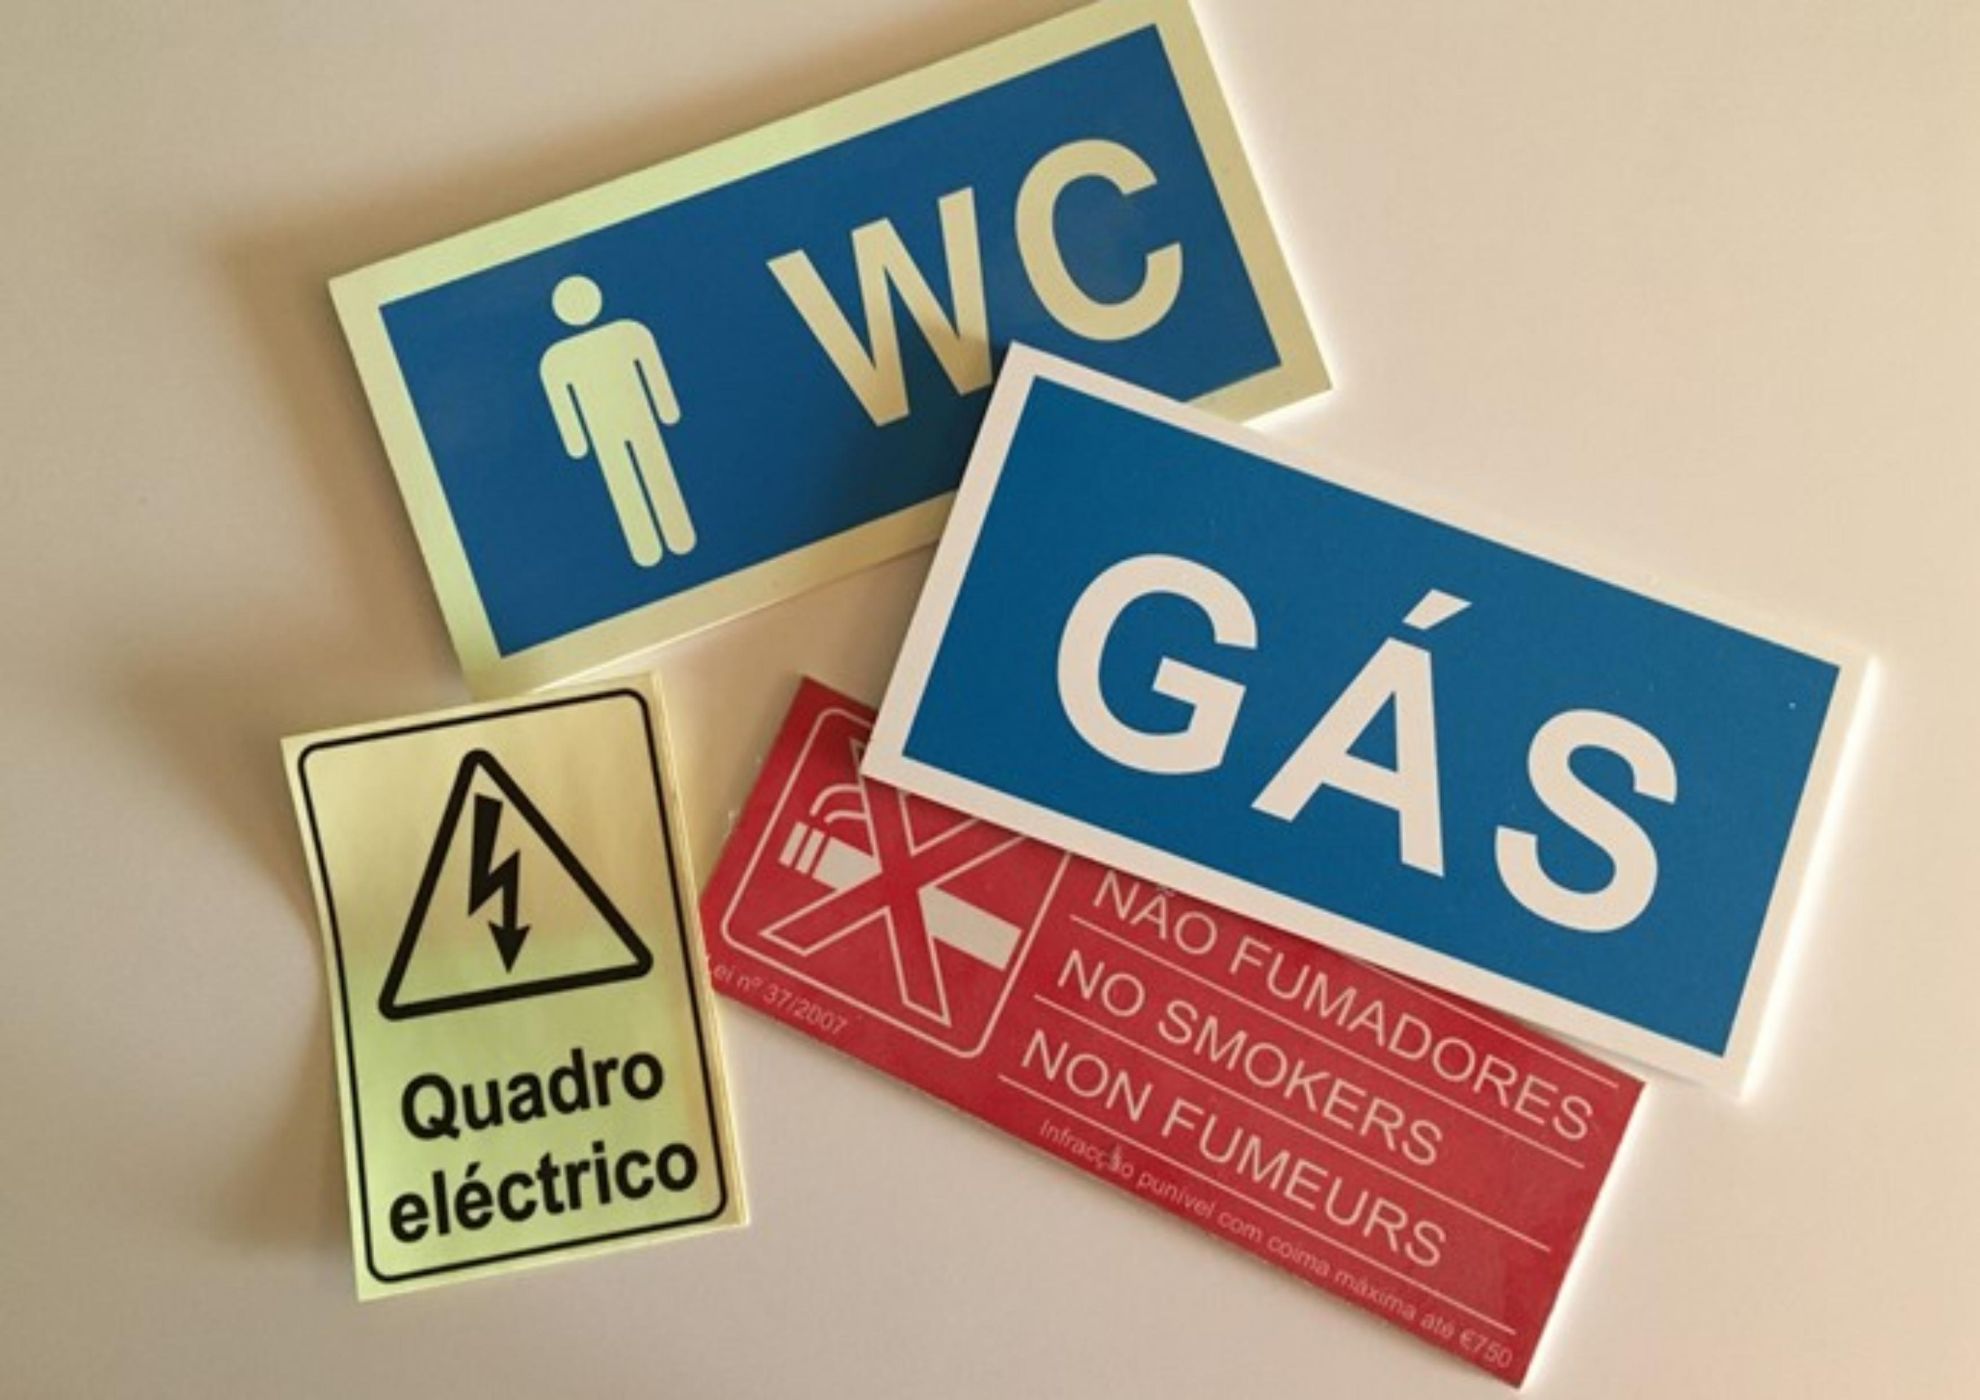 WC
GÁS
Quadro
eléctrico
NÃO FUMADORES
NO SMOKERS
NON FUMEURS
Lei nº 37/2007
Infracção punível com coima máxima até €750